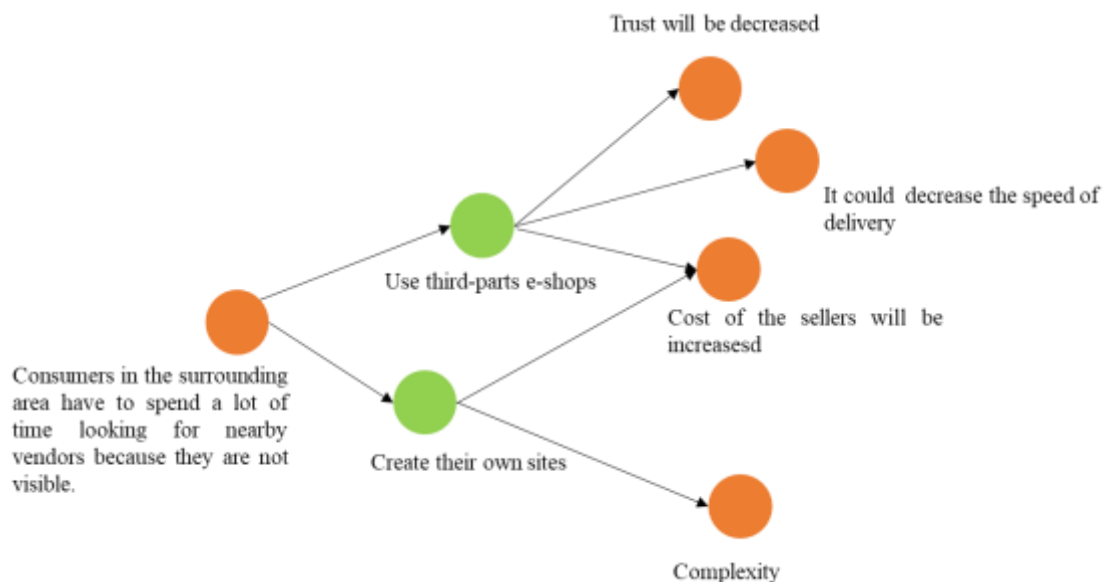 Trust will be decreased
It could decrease the speed of
delivery
Use third-parts e-shops
Cost of the sellers will be
increasesd
Consumers in the surrounding
area have to spend a lot of
time looking for nearby
vendors because they are not
visible.
Create their own sites
Complexity